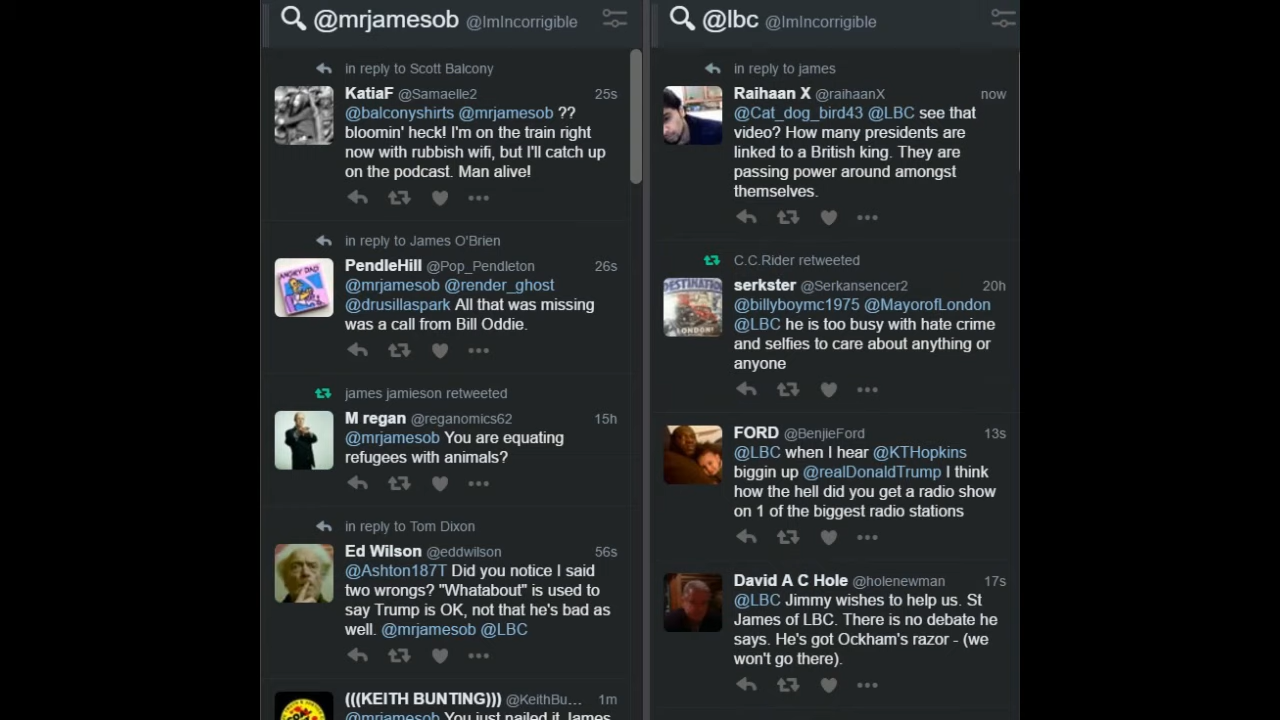 @mrjamesob @ImIncorrigible
in reply to Scott Balcony
KatiaF @Samaelle2 25s
@balconyshirts @mrjamesob ??
bloomin' heck! I'm on the train right
now with rubbish wifi, but I'll catch up
on the podcast. Man alive!
in reply to James O'Brien
PendleHill @Pop_Pendleton 26s
@mrjamesob @render_ghost
@drusillaspark All that was missing
was a call from Bill Oddie.
james jamieson retweeted
M regan @reganomics62 15h
@mrjamesob You are equating
refugees with animals?
in reply to Tom Dixon
Ed Wilson @eddwilson 56s
@Ashton187T Did you notice I said
two wrongs? "Whatabout" is used to
say Trump is OK, not that he's bad as
well. @mrjamesob @LBC
(((KEITH BUNTING))) @KeithBu... 1m
@mrjamesob You just nailed it James
@lbc @ImIncorrigible
in reply to james
Raihaan X @raihaanX now
@Cat_dog_bird43 @LBC see that
video? How many presidents are
linked to a British king. They are
passing power around amongst
themselves.
C.C.Rider retweeted
serkster @Serkansencer2 20h
@billyboymc1975 @MayorofLondon
@LBC he is too busy with hate crime
and selfies to care about anything or
anyone
FORD @BenjieFord 13s
@LBC when I hear @KTHopkins
biggin up @realDonaldTrump I think
how the hell did you get a radio show
on 1 of the biggest radio stations
David A C Hole @holenewman 17s
@LBC Jimmy wishes to help us. St
James of LBC. There is no debate he
says. He's got Ockham's razor - (we
won't go there).